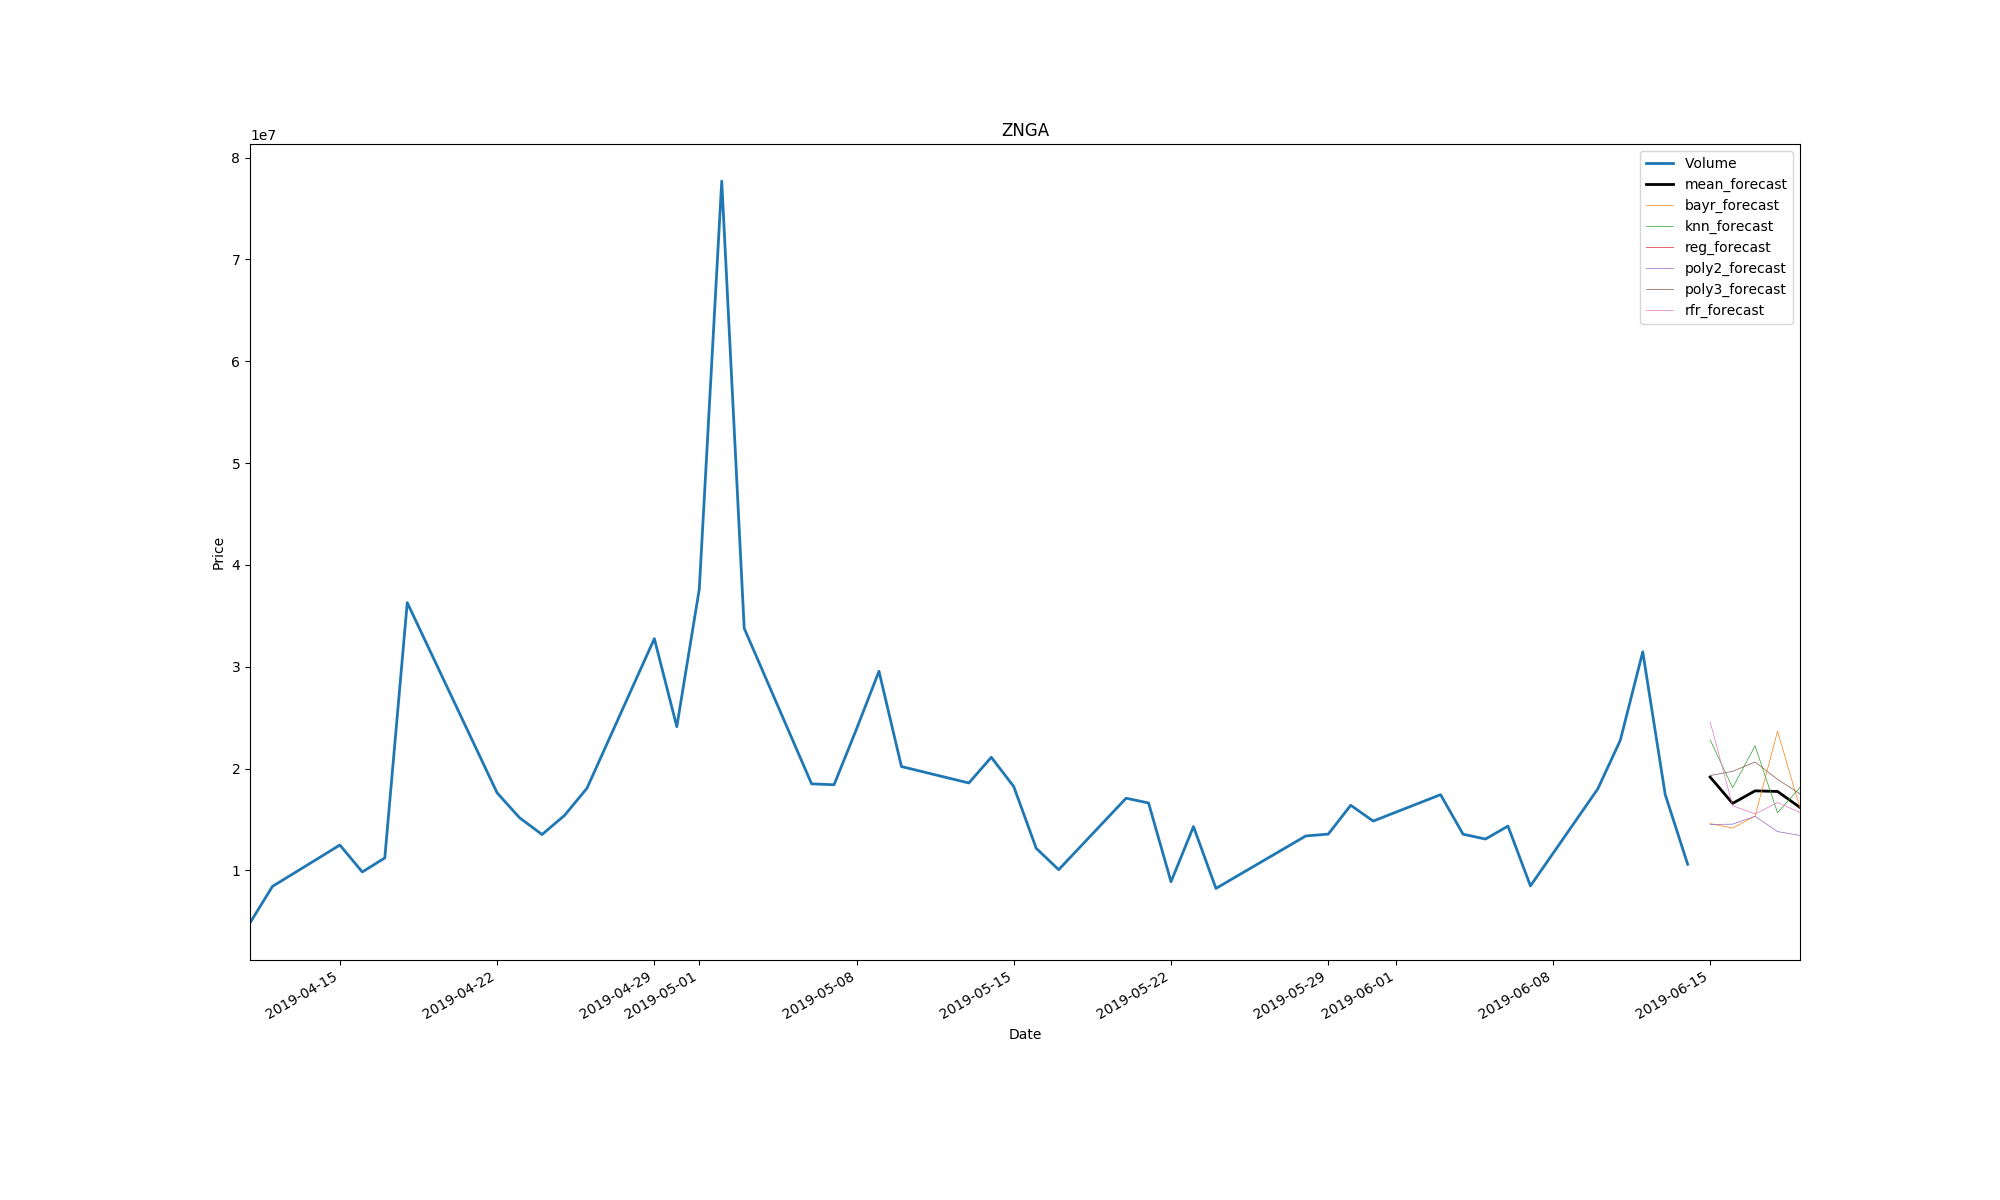 ZNGA
1e7
8
7
6
5
4
3
2
1
Price
Volume
mean_forecast
bayr_forecast
knn_forecast
reg_forecast
poly2_forecast
poly3_forecast
rfr_forecast
2019-04-15
2019-04-22
2019-04-29
2019-05-01
2019-05-08
2019-05-15
2019-05-22
2019-05-29
2019-06-01
2019-06-08
2019-06-15
Date